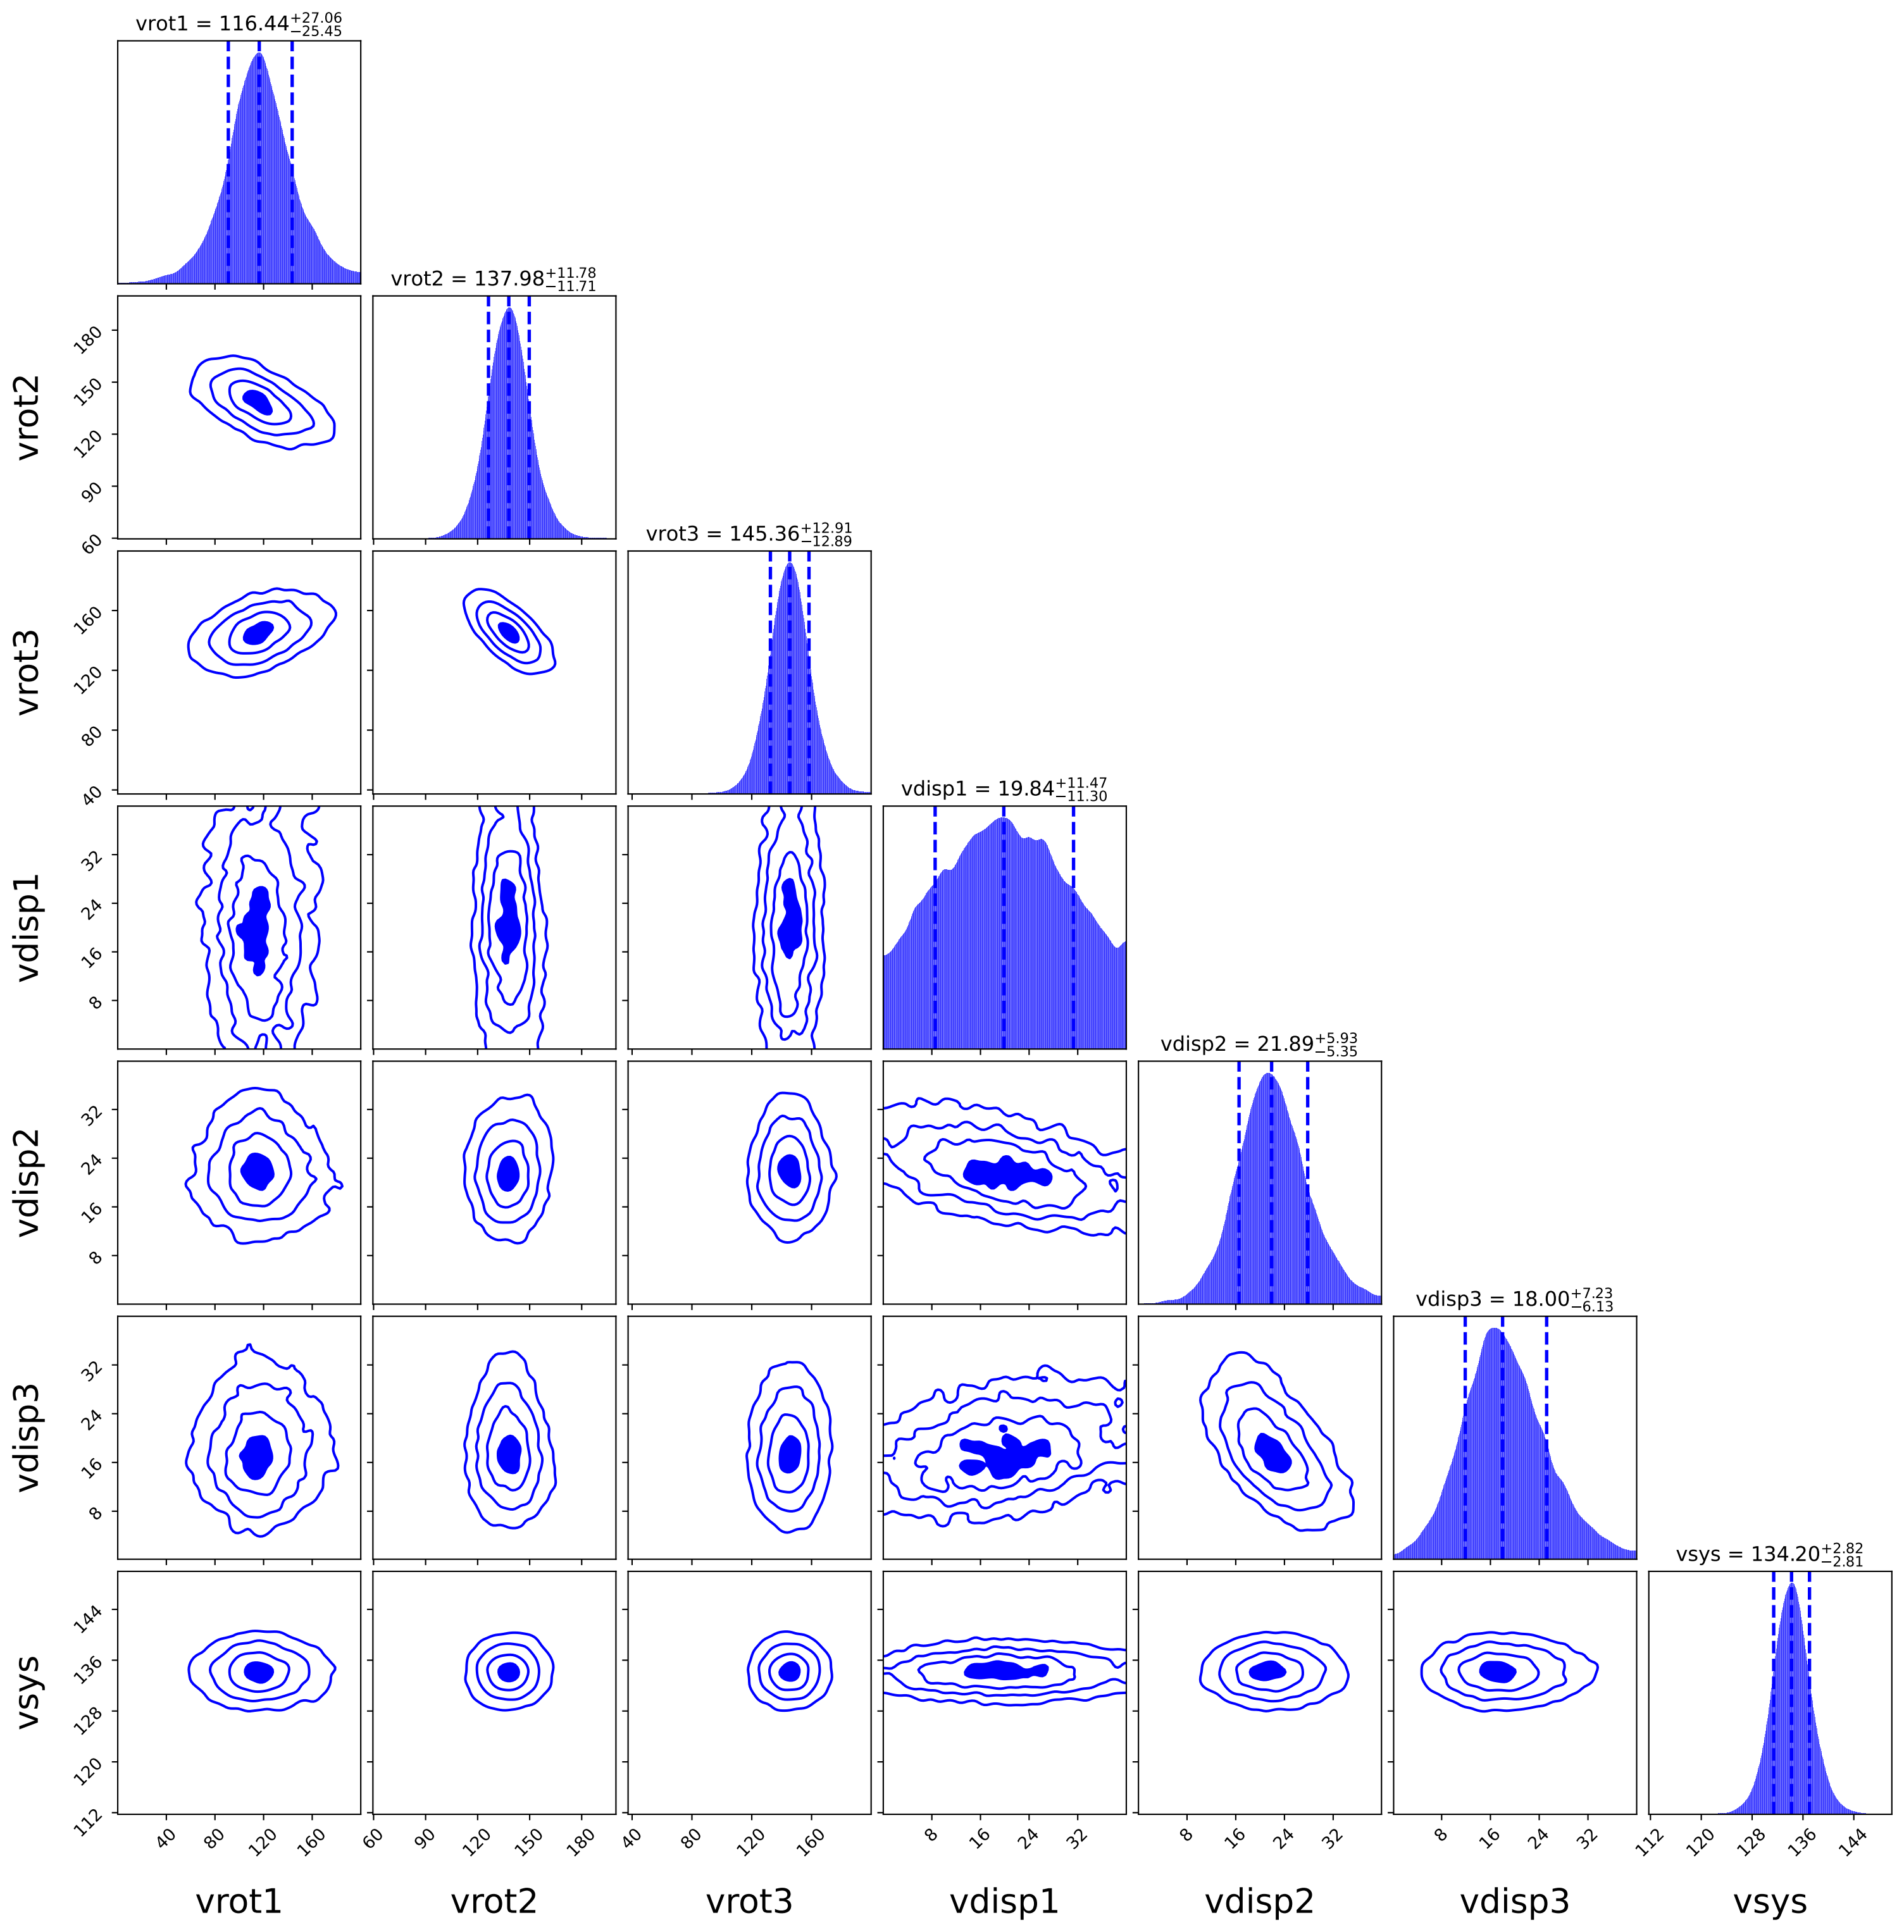 vrot1 = 116.44+27.06−25.45
vrot2 = 137.98+11.78−11.71
180
150
120
90
60
vrot2
vrot3 = 145.36+12.91−12.89
160
120
80
40
vrot3
vdisp1 = 19.84+11.47−11.30
32
24
16
8
vdisp1
vdisp2 = 21.89+5.93−5.35
32
24
16
8
vdisp2
vdisp3 = 18.00+7.23−6.13
32
24
16
8
vdisp3
vsys = 134.20+2.82−2.81
144
136
128
120
112
vsys
40 80 120 160 60 90 120 150 180 40 80 120 160 8 16 24 32 8 16 24 32 8 16 24 32 112 120 128 136 144
vrot1 vrot2 vrot3 vdisp1 vdisp2 vdisp3 vsys